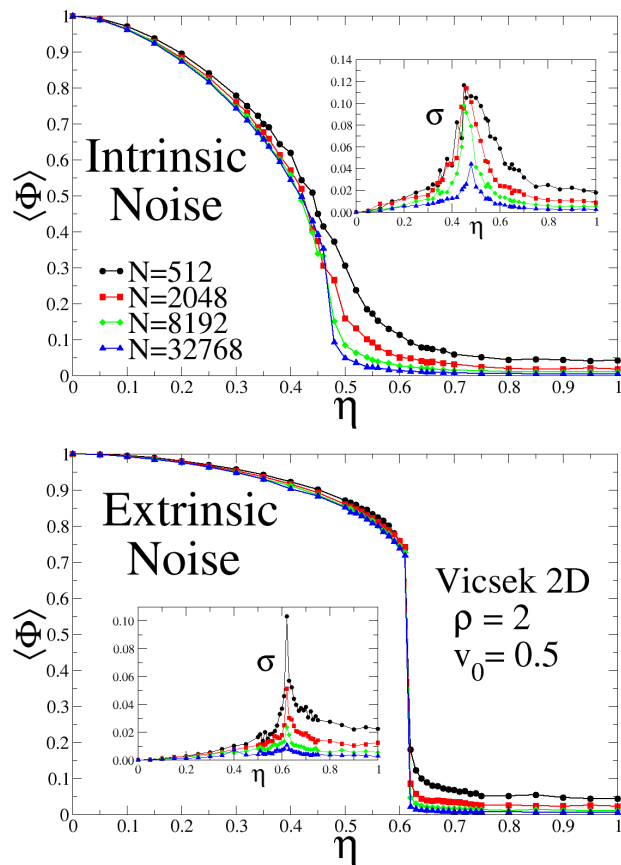 1
0.9
0.8
0.7
0.6
0.5
0.4
0.3
0.2
0.1
0
⟨Φ⟩
Intrinsic
Noise
N=512
N=2048
N=8192
N=32768
0 0.1 0.2 0.3 0.4 0.5 0.6 0.7 0.8 0.9 1
η
0.14
0.12
0.10
0.08
0.06
0.04
0.02
0.00
σ
0 0.2 0.4 0.6 0.8 1
η
1
0.9
0.8
0.7
0.6
0.5
0.4
0.3
0.2
0.1
0
⟨Φ⟩
Extrinsic
Noise
Vicsek 2D
ρ = 2
v₀= 0.5
0.10
0.08
0.06
0.04
0.02
0.00
σ
0 0.2 0.4 0.6 0.8 1
η
0 0.1 0.2 0.3 0.4 0.5 0.6 0.7 0.8 0.9 1
η